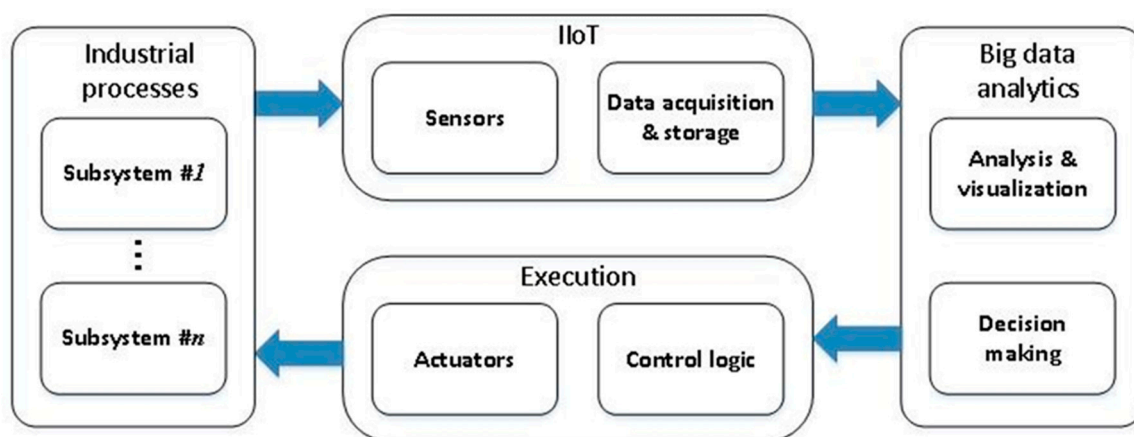 Industrial
processes
Subsystem #1
Subsystem #n
IIoT
Sensors
Data acquisition
& storage
Big data
analytics
Analysis &
visualization
Decision
making
Execution
Actuators
Control logic